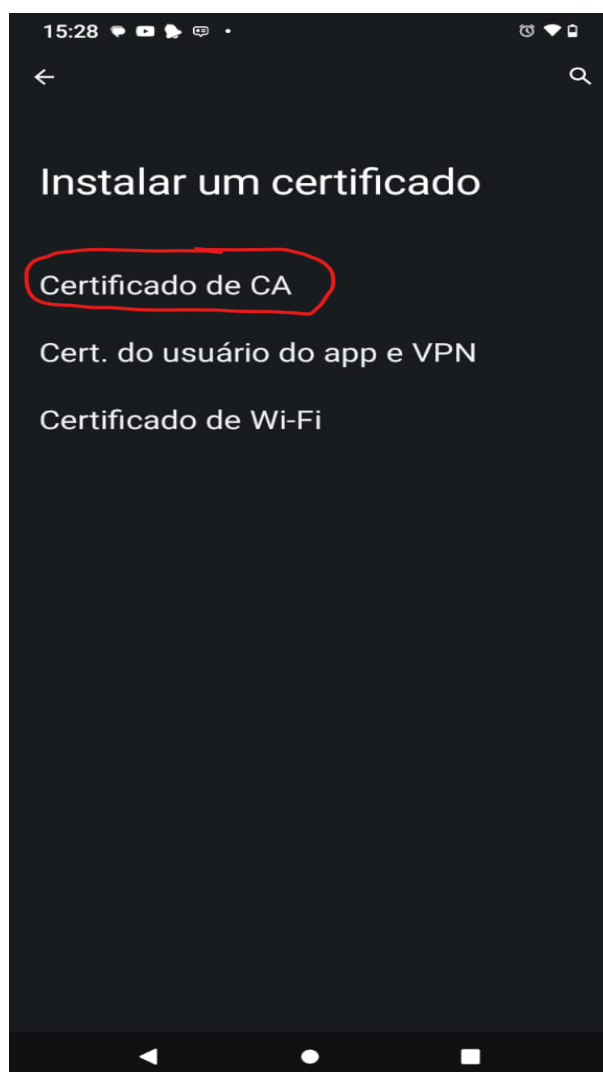 15:28
Instalar um certificado
Certificado de CA
Cert. do usuário do app e VPN
Certificado de Wi-Fi